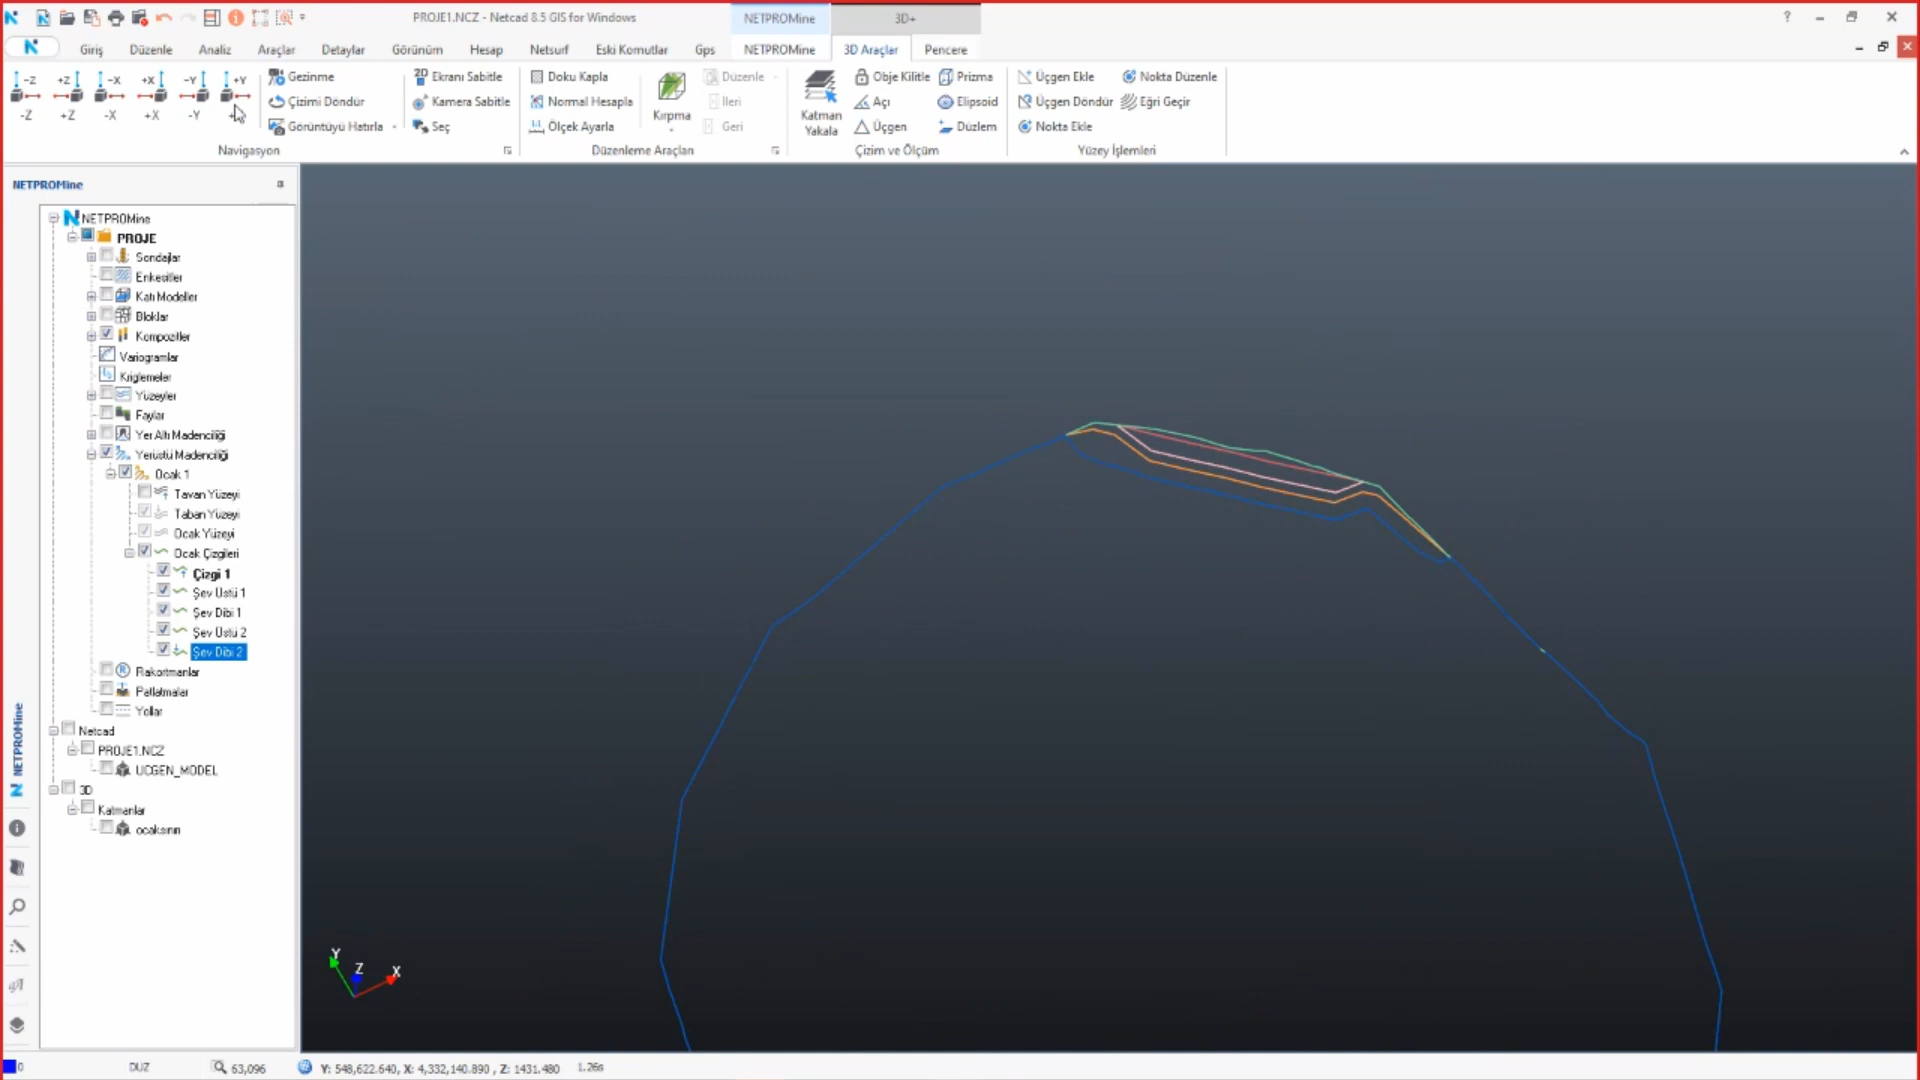 PROJE1.NCZ - Netcad 8.5 GIS for Windows
NETPROMine
3D+
Giriş
Düzenle
Analiz
Araçlar
Detaylar
Görünüm
Hesap
Netsurf
Eski Komutlar
Gps
NETPROMine
3D Araçlar
Pencere
-Z
+Z
-X
+X
-Y
+Y
-Z
+Z
-X
+X
-Y
Gezinme
Çizimi Döndür
Görüntüyü Hatırla
Navigasyon
2D Ekranı Sabitle
Kamera Sabitle
Seç
Doku Kapla
Normal Hesapla
Ölçek Ayarla
Kırpma
Düzenle
İleri
Geri
Düzenleme Araçları
Katman
Yakala
Obje Kilitle
Açı
Üçgen
Prizma
Elipsoid
Düzlem
Çizim ve Ölçüm
Üçgen Ekle
Üçgen Döndür
Nokta Ekle
Nokta Düzenle
Eğri Geçir
Yüzey İşlemleri
NETPROMine
NETPROMine
PROJE
Sondajlar
Enkesitler
Katı Modeller
Bloklar
Kompozitler
Variogramlar
Kriglemeler
Yüzeyler
Faylar
Yer Altı Madenciliği
Yerüstü Madenciliği
Ocak 1
Tavan Yüzeyi
Taban Yüzeyi
Ocak Yüzeyi
Ocak Çizgileri
Çizgi 1
Şev Üstü 1
Şev Dibi 1
Şev Üstü 2
Şev Dibi 2
Rakortmanlar
Patlatmalar
Yollar
Netcad
PROJE1.NCZ
UCGEN_MODEL
3D
Katmanlar
ocaksınırı
NETPROMine
Y
Z
X
0
DUZ
63,096
Y: 548,622.640, X: 4,332,140.890 , Z: 1431.480
1.26s